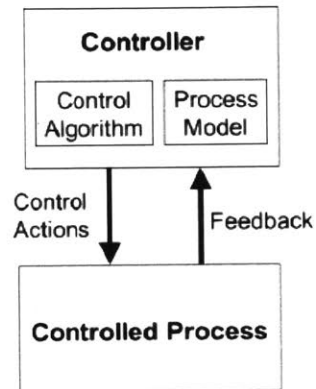 Controller
Control
Algorithm
Process
Model
Control
Actions
Feedback
Controlled Process